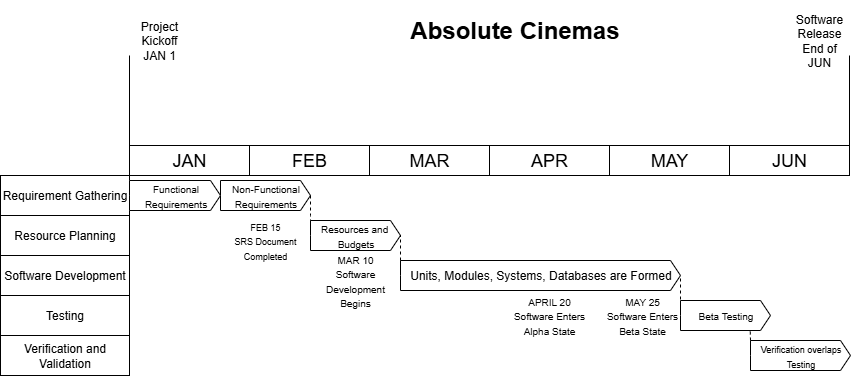 Absolute Cinemas
Project
Kickoff
JAN 1
Software
Release
End of
JUN
JAN
FEB
MAR
APR
MAY
JUN
Requirement Gathering
Functional
Requirements
Non-Functional
Requirements
FEB 15
SRS Document
Completed
Resource Planning
Resources and
Budgets
MAR 10
Software
Development
Begins
Software Development
Units, Modules, Systems, Databases are Formed
APRIL 20
Software Enters
Alpha State
MAY 25
Software Enters
Beta State
Testing
Beta Testing
Verification and
Validation
Verification overlaps
Testing